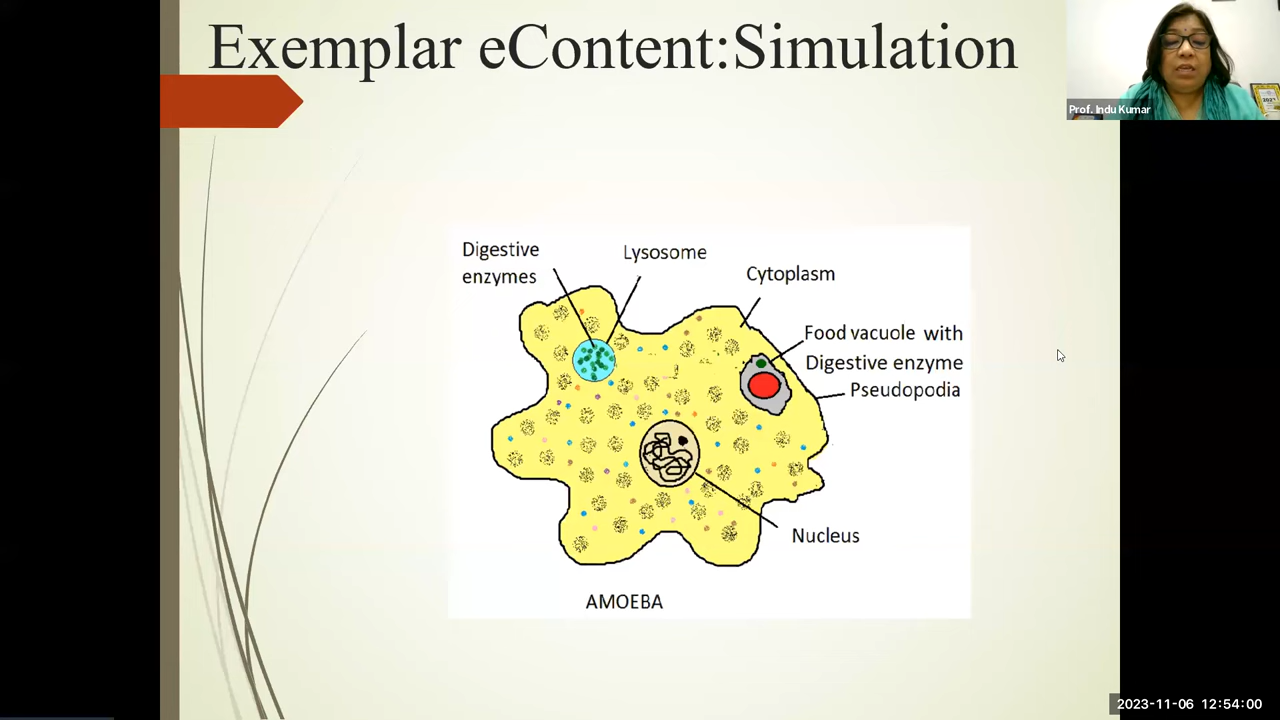 Exemplar eContent:Simulation
Prof. Indu Kumar
Digestive
enzymes
Lysosome
Cytoplasm
Food vacuole with
Digestive enzyme
Pseudopodia
Nucleus
AMOEBA
2023-11-06 12:54:00